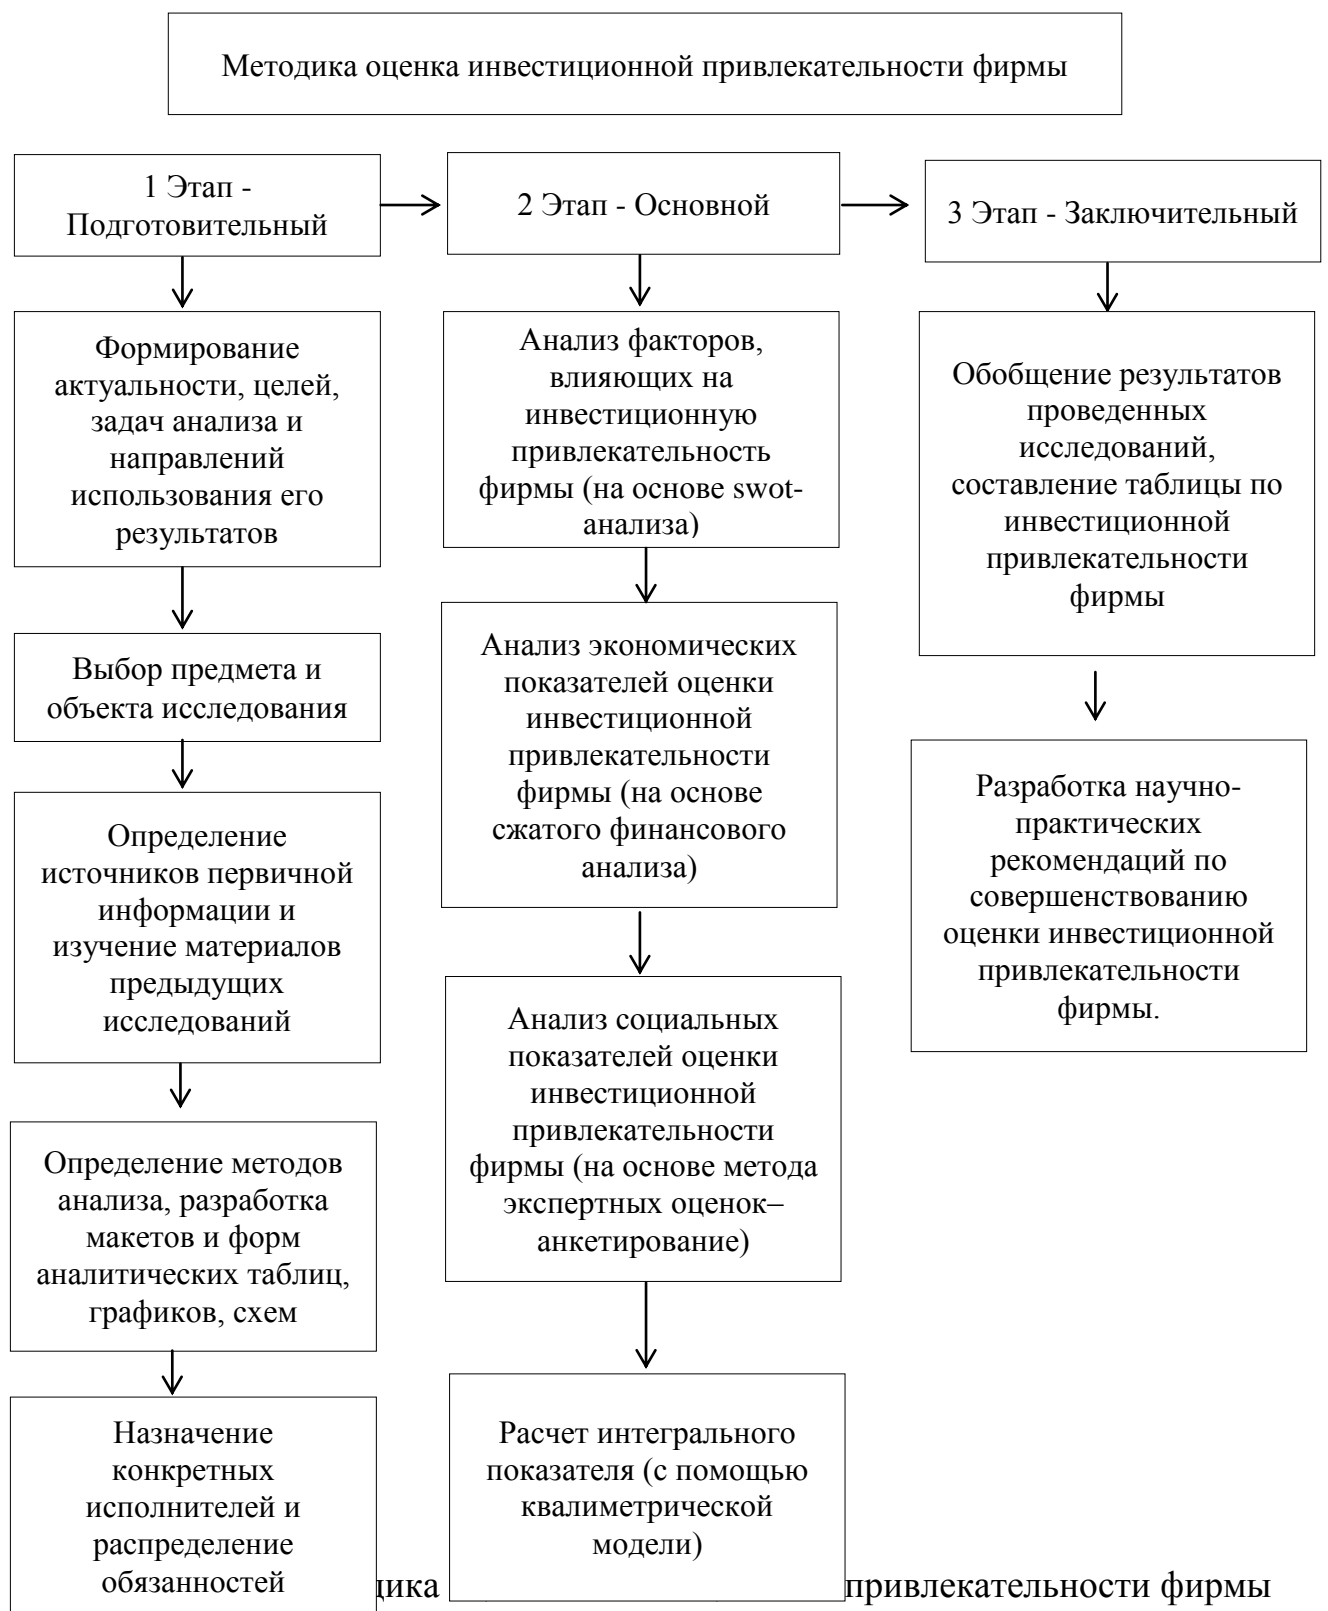 Методика оценка инвестиционной привлекательности фирмы
1 Этап -
Подготовительный
2 Этап - Основной
3 Этап - Заключительный
Формирование
актуальности, целей,
задач анализа и
направлений
использования его
результатов
Выбор предмета и
объекта исследования
Определение
источников первичной
информации и
изучение материалов
предыдущих
исследований
Определение методов
анализа, разработка
макетов и форм
аналитических таблиц,
графиков, схем
Назначение
конкретных
исполнителей и
распределение
обязанностей
Анализ факторов,
влияющих на
инвестиционную
привлекательность
фирмы (на основе swot-
анализа)
Анализ экономических
показателей оценки
инвестиционной
привлекательности
фирмы (на основе
сжатого финансового
анализа)
Анализ социальных
показателей оценки
инвестиционной
привлекательности
фирмы (на основе метода
экспертных оценок–
анкетирование)
Расчет интегрального
показателя (с помощью
квалиметрической
модели)
Обобщение результатов
проведенных
исследований,
составление таблицы по
инвестиционной
привлекательности
фирмы
Разработка научно-
практических
рекомендаций по
совершенствованию
оценки инвестиционной
привлекательности
фирмы.
привлекательности фирмы